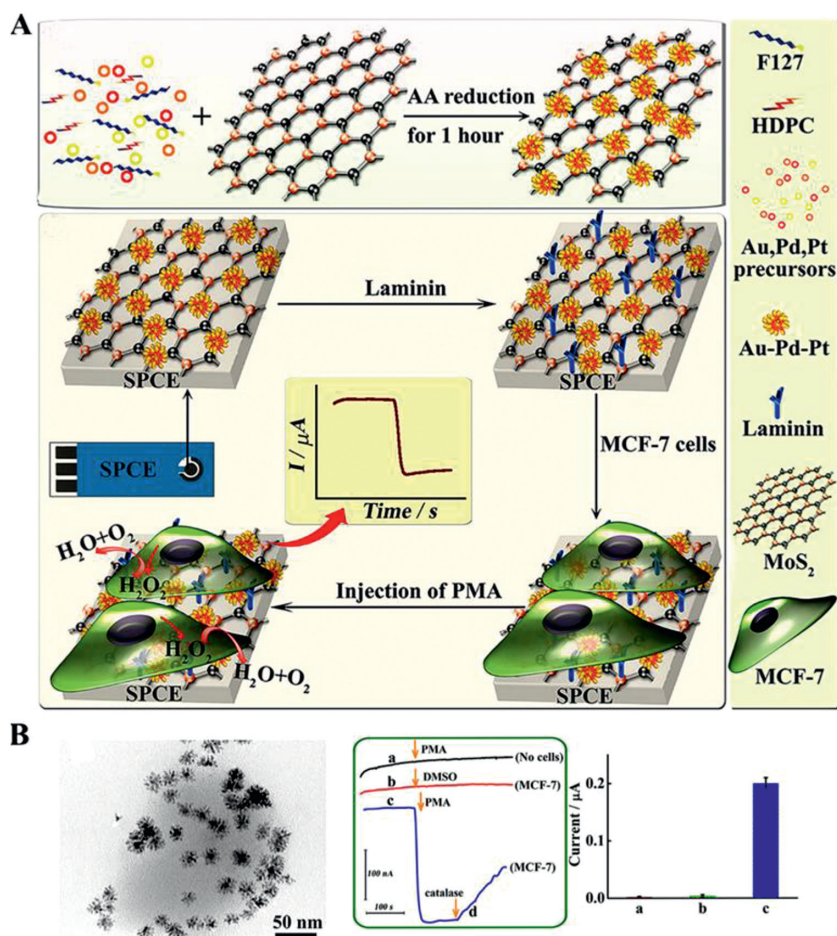 A
+
AA reduction
for 1 hour
F127
HDPC
Au,Pd,Pt
precursors
Au-Pd-Pt
Laminin
MoS2
MCF-7
SPCE
Laminin
SPCE
SPCE
I / μA
Time / s
MCF-7 cells
H2O+O2
H2O2
H2O2
H2O+O2
SPCE
Injection of PMA
SPCE
B
50 nm
a
PMA
(No cells)
b
DMSO
(MCF-7)
c
PMA
(MCF-7)
100 nA
100 s
catalase
d
Current / μA
0.2
0.1
0.0
a
b
c